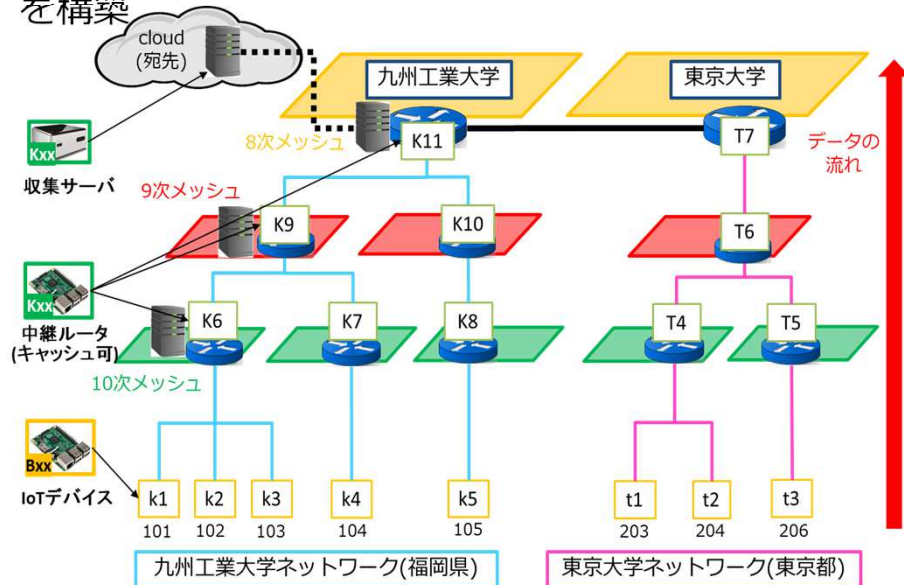 を構築
cloud
(宛先)
九州工業大学
東京大学
8次メッシュ
K11
T7
データの
流れ
Kxx
収集サーバ
9次メッシュ
K9
K10
T6
Kxx
中継ルータ
(キャッシュ可)
K6
K7
K8
T4
T5
10次メッシュ
Bxx
IoTデバイス
k1
k2
k3
k4
k5
t1
t2
t3
101
102
103
104
105
203
204
206
九州工業大学ネットワーク(福岡県)
東京大学ネットワーク(東京都)